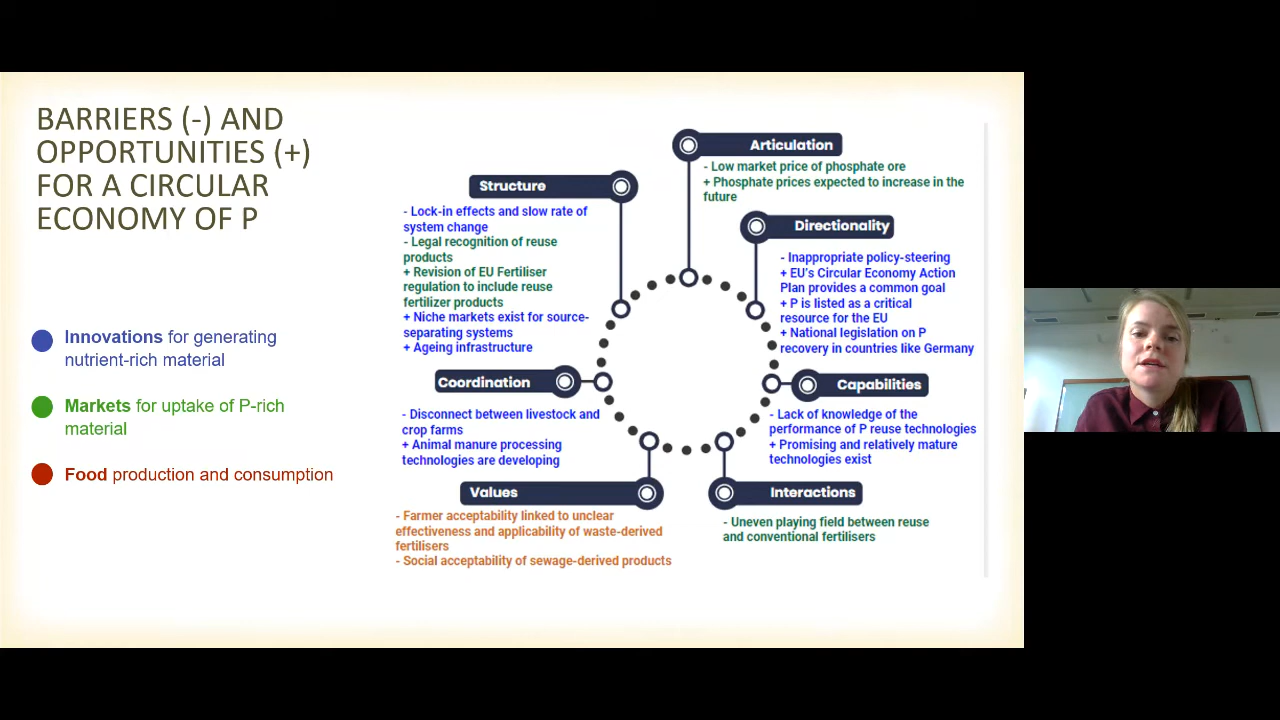 BARRIERS (-) AND
OPPORTUNITIES (+)
FOR A CIRCULAR
ECONOMY OF P
Innovations for generating
nutrient-rich material
Markets for uptake of P-rich
material
Food production and consumption
Articulation
- Low market price of phosphate ore
+ Phosphate prices expected to increase in the
future
Structure
- Lock-in effects and slow rate of
system change
- Legal recognition of reuse
products
+ Revision of EU Fertiliser
regulation to include reuse
fertilizer products
+ Niche markets exist for source-
separating systems
+ Ageing infrastructure
Directionality
- Inappropriate policy-steering
+ EU's Circular Economy Action
Plan provides a common goal
+ P is listed as a critical
resource for the EU
+ National legislation on P
recovery in countries like Germany
Coordination
- Disconnect between livestock and
crop farms
+ Animal manure processing
technologies are developing
Capabilities
- Lack of knowledge of the
performance of P reuse technologies
+ Promising and relatively mature
technologies exist
Values
- Farmer acceptability linked to unclear
effectiveness and applicability of waste-derived
fertilisers
- Social acceptability of sewage-derived products
Interactions
- Uneven playing field between reuse
and conventional fertilisers